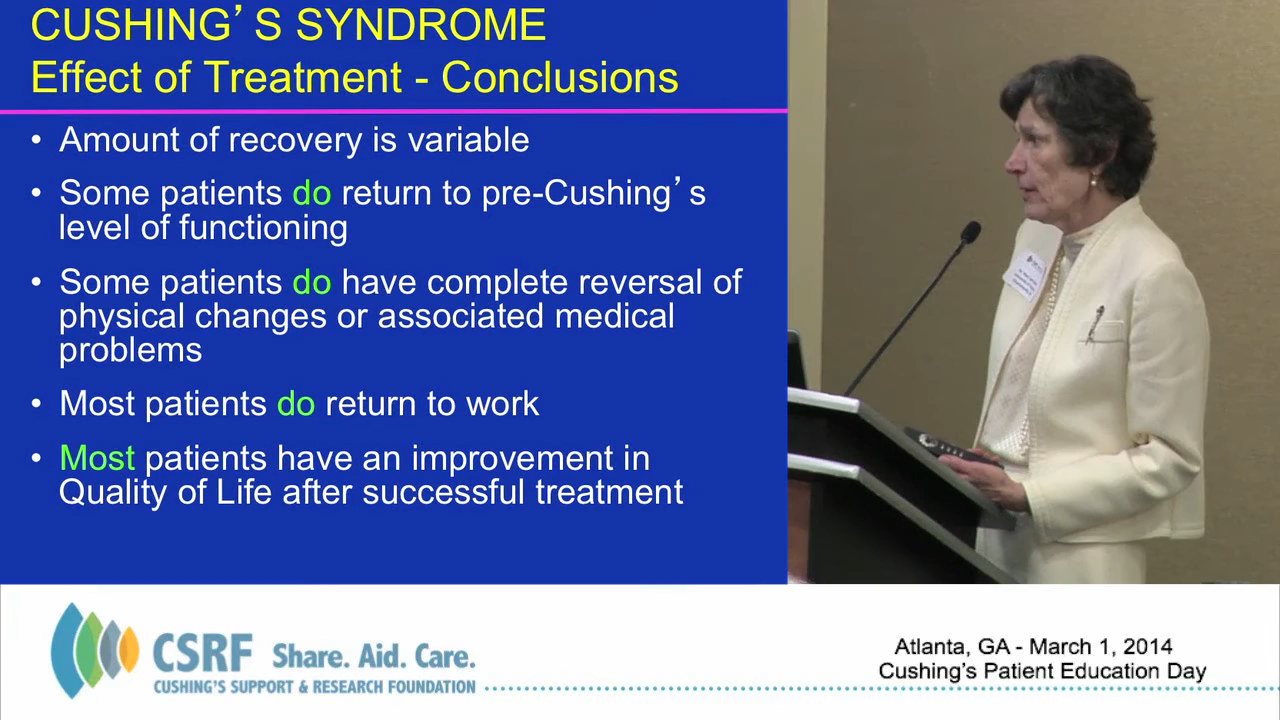 CUSHING’S SYNDROME
Effect of Treatment - Conclusions
• Amount of recovery is variable
• Some patients do return to pre-Cushing’s
level of functioning
• Some patients do have complete reversal of
physical changes or associated medical
problems
• Most patients do return to work
• Most patients have an improvement in
Quality of Life after successful treatment
CSRF Share. Aid. Care.
CUSHING'S SUPPORT & RESEARCH FOUNDATION
Atlanta, GA - March 1, 2014
Cushing's Patient Education Day